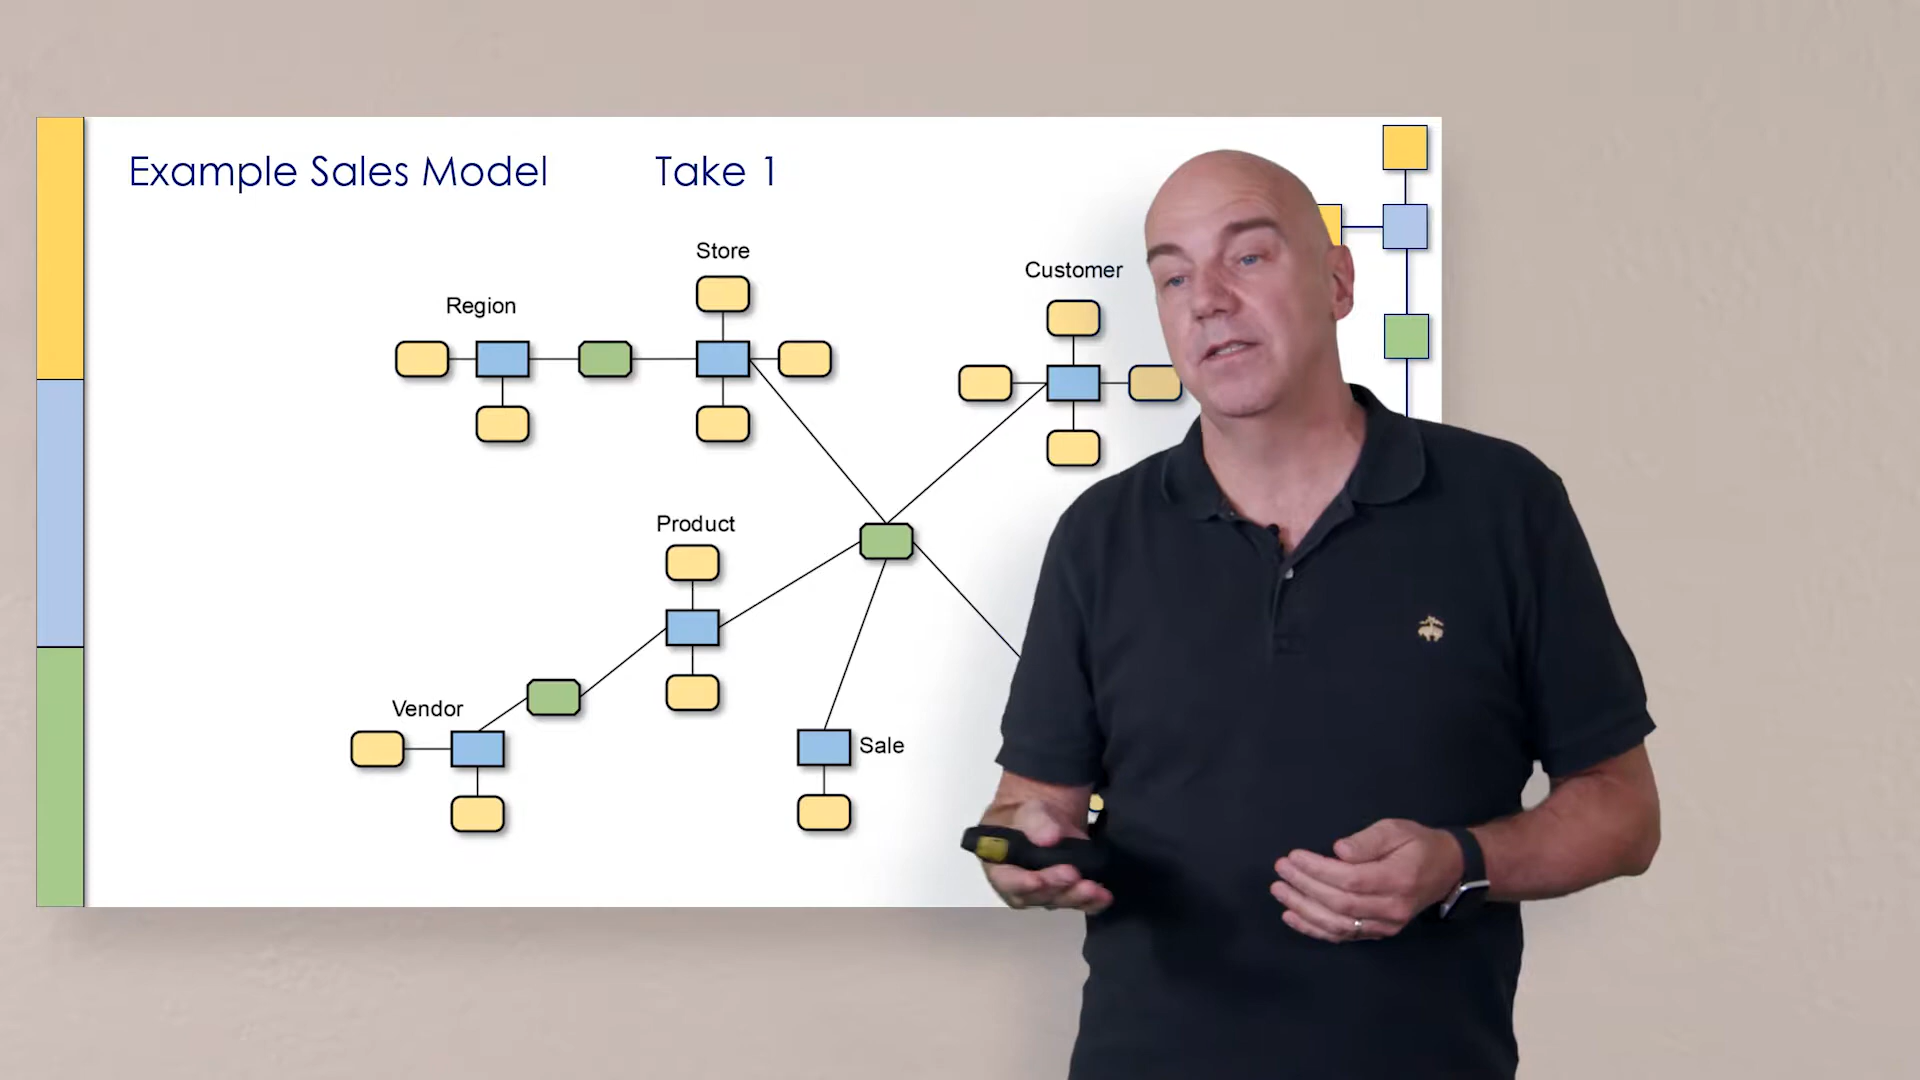 Example Sales Model Take 1
Store
Customer
Region
Product
Vendor
Sale